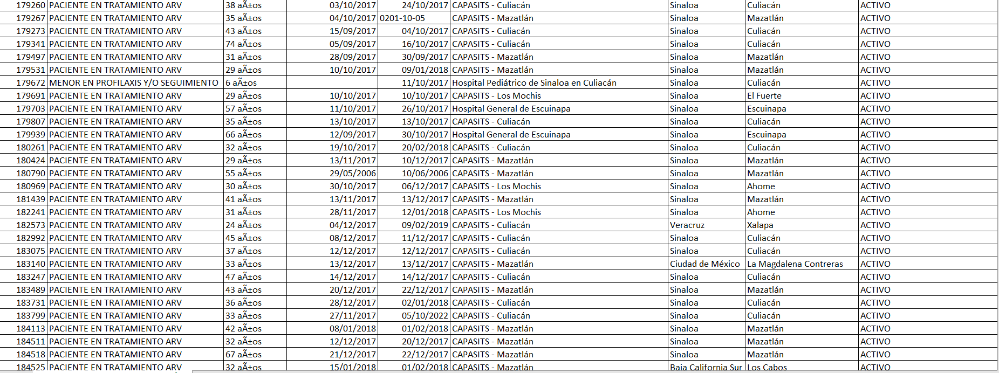 179260 PACIENTE EN TRATAMIENTO ARV 38 aÃ±os 03/10/2017 24/10/2017 CAPASITS - Culiacán Sinaloa Culiacán ACTIVO
179267 PACIENTE EN TRATAMIENTO ARV 35 aÃ±os 04/10/2017 0201-10-05 CAPASITS - Mazatlán Sinaloa Mazatlán ACTIVO
179273 PACIENTE EN TRATAMIENTO ARV 43 aÃ±os 15/09/2017 04/10/2017 CAPASITS - Culiacán Sinaloa Culiacán ACTIVO
179341 PACIENTE EN TRATAMIENTO ARV 74 aÃ±os 05/09/2017 16/10/2017 CAPASITS - Culiacán Sinaloa Culiacán ACTIVO
179497 PACIENTE EN TRATAMIENTO ARV 31 aÃ±os 28/09/2017 30/09/2017 CAPASITS - Mazatlán Sinaloa Mazatlán ACTIVO
179531 PACIENTE EN TRATAMIENTO ARV 29 aÃ±os 10/10/2017 09/01/2018 CAPASITS - Mazatlán Sinaloa Mazatlán ACTIVO
179672 MENOR EN PROFILAXIS Y/O SEGUIMIENTO 6 aÃ±os 11/10/2017 Hospital Pediátrico de Sinaloa en Culiacán Sinaloa Culiacán ACTIVO
179691 PACIENTE EN TRATAMIENTO ARV 29 aÃ±os 10/10/2017 10/10/2017 CAPASITS - Los Mochis Sinaloa El Fuerte ACTIVO
179703 PACIENTE EN TRATAMIENTO ARV 57 aÃ±os 11/10/2017 26/10/2017 Hospital General de Escuinapa Sinaloa Escuinapa ACTIVO
179807 PACIENTE EN TRATAMIENTO ARV 35 aÃ±os 13/10/2017 13/10/2017 CAPASITS - Culiacán Sinaloa Culiacán ACTIVO
179939 PACIENTE EN TRATAMIENTO ARV 66 aÃ±os 12/09/2017 30/10/2017 Hospital General de Escuinapa Sinaloa Escuinapa ACTIVO
180261 PACIENTE EN TRATAMIENTO ARV 32 aÃ±os 19/10/2017 20/02/2018 CAPASITS - Culiacán Sinaloa Culiacán ACTIVO
180424 PACIENTE EN TRATAMIENTO ARV 29 aÃ±os 13/11/2017 10/12/2017 CAPASITS - Mazatlán Sinaloa Mazatlán ACTIVO
180790 PACIENTE EN TRATAMIENTO ARV 55 aÃ±os 29/05/2006 10/06/2006 CAPASITS - Mazatlán Sinaloa Mazatlán ACTIVO
180969 PACIENTE EN TRATAMIENTO ARV 30 aÃ±os 30/10/2017 06/12/2017 CAPASITS - Los Mochis Sinaloa Ahome ACTIVO
181439 PACIENTE EN TRATAMIENTO ARV 41 aÃ±os 13/11/2017 13/12/2017 CAPASITS - Mazatlán Sinaloa Mazatlán ACTIVO
182241 PACIENTE EN TRATAMIENTO ARV 31 aÃ±os 28/11/2017 12/01/2018 CAPASITS - Los Mochis Sinaloa Ahome ACTIVO
182573 PACIENTE EN TRATAMIENTO ARV 24 aÃ±os 04/12/2017 09/02/2019 CAPASITS - Culiacán Veracruz Xalapa ACTIVO
182992 PACIENTE EN TRATAMIENTO ARV 45 aÃ±os 08/12/2017 11/12/2017 CAPASITS - Culiacán Sinaloa Culiacán ACTIVO
183075 PACIENTE EN TRATAMIENTO ARV 37 aÃ±os 12/12/2017 12/12/2017 CAPASITS - Culiacán Sinaloa Culiacán ACTIVO
183140 PACIENTE EN TRATAMIENTO ARV 33 aÃ±os 13/12/2017 13/12/2017 CAPASITS - Mazatlán Ciudad de México La Magdalena Contreras ACTIVO
183247 PACIENTE EN TRATAMIENTO ARV 47 aÃ±os 14/12/2017 14/12/2017 CAPASITS - Culiacán Sinaloa Culiacán ACTIVO
183489 PACIENTE EN TRATAMIENTO ARV 43 aÃ±os 20/12/2017 22/12/2017 CAPASITS - Mazatlán Sinaloa Mazatlán ACTIVO
183731 PACIENTE EN TRATAMIENTO ARV 36 aÃ±os 28/12/2017 02/01/2018 CAPASITS - Culiacán Sinaloa Culiacán ACTIVO
183799 PACIENTE EN TRATAMIENTO ARV 33 aÃ±os 27/11/2017 05/10/2022 CAPASITS - Culiacán Sinaloa Culiacán ACTIVO
184113 PACIENTE EN TRATAMIENTO ARV 42 aÃ±os 08/01/2018 01/02/2018 CAPASITS - Mazatlán Sinaloa Mazatlán ACTIVO
184511 PACIENTE EN TRATAMIENTO ARV 32 aÃ±os 12/12/2017 20/12/2017 CAPASITS - Mazatlán Sinaloa Mazatlán ACTIVO
184518 PACIENTE EN TRATAMIENTO ARV 67 aÃ±os 21/12/2017 22/12/2017 CAPASITS - Mazatlán Sinaloa Mazatlán ACTIVO
184525 PACIENTE EN TRATAMIENTO ARV 32 aÃ±os 15/01/2018 01/02/2018 CAPASITS - Mazatlán Baja California Sur Los Cabos ACTIVO